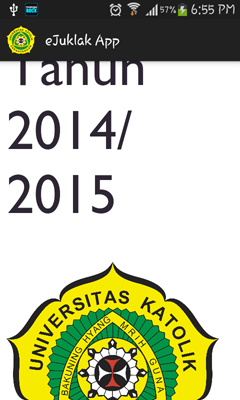 57% 6:55 PM
eJuklak App
Tahun
2014/
2015
UNIVERSITAS KATOLIK
BAKUNING HYANG MRIH GUNA